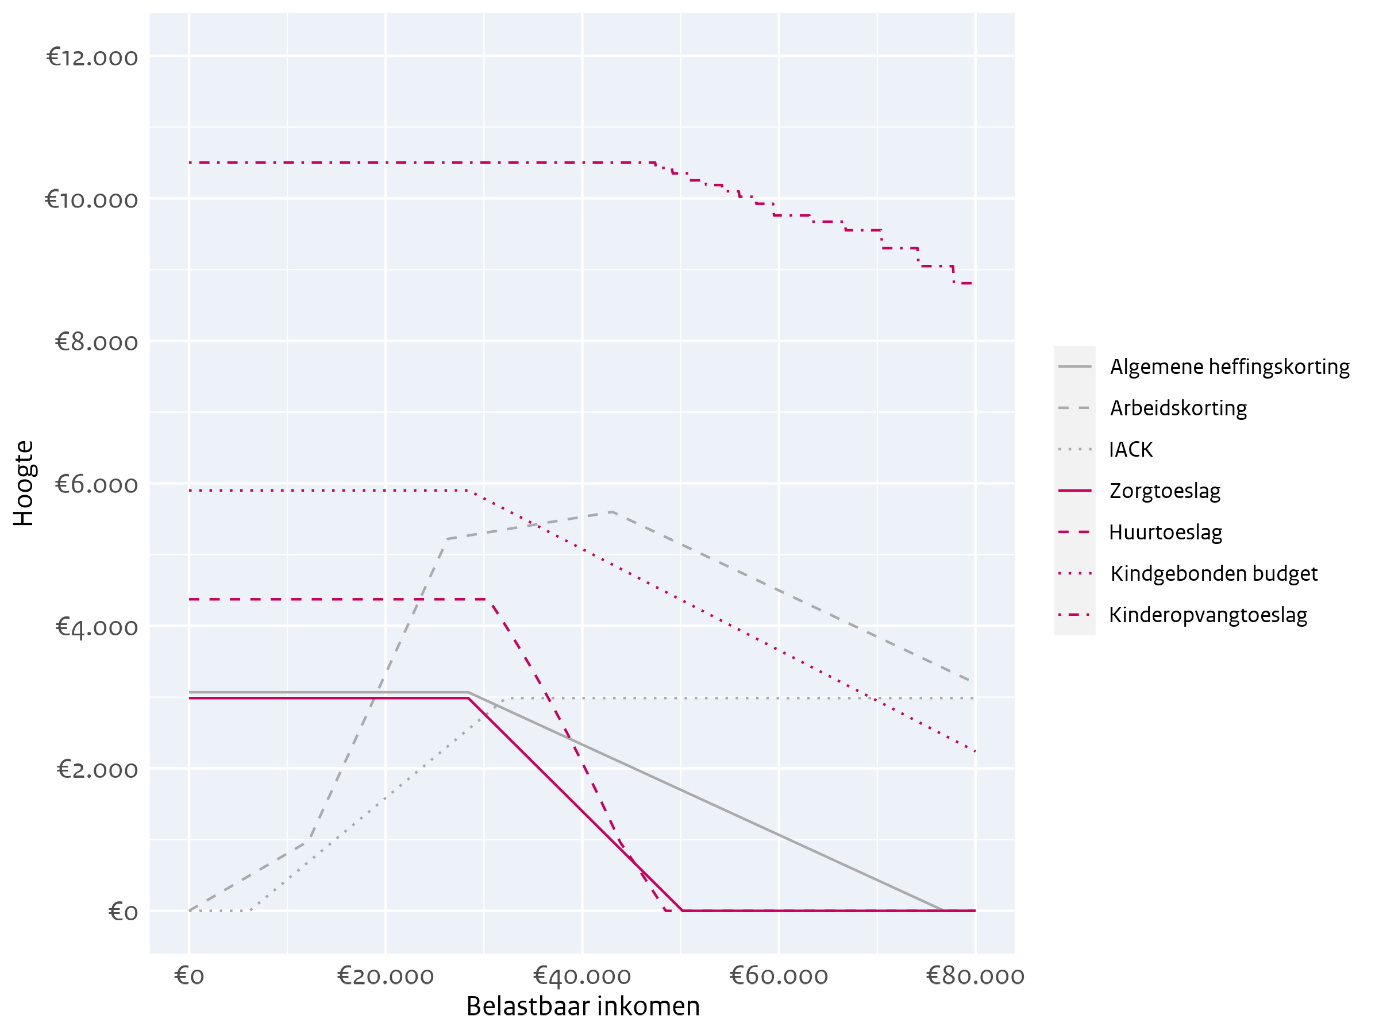 €12.000
€10.000
€8.000
€6.000
€4.000
€2.000
€0
Hoogte
€0 €20.000 €40.000 €60.000 €80.000
Belastbaar inkomen
Algemene heffingskorting
Arbeidskorting
IACK
Zorgtoeslag
Huurtoeslag
Kindgebonden budget
Kinderopvangtoeslag